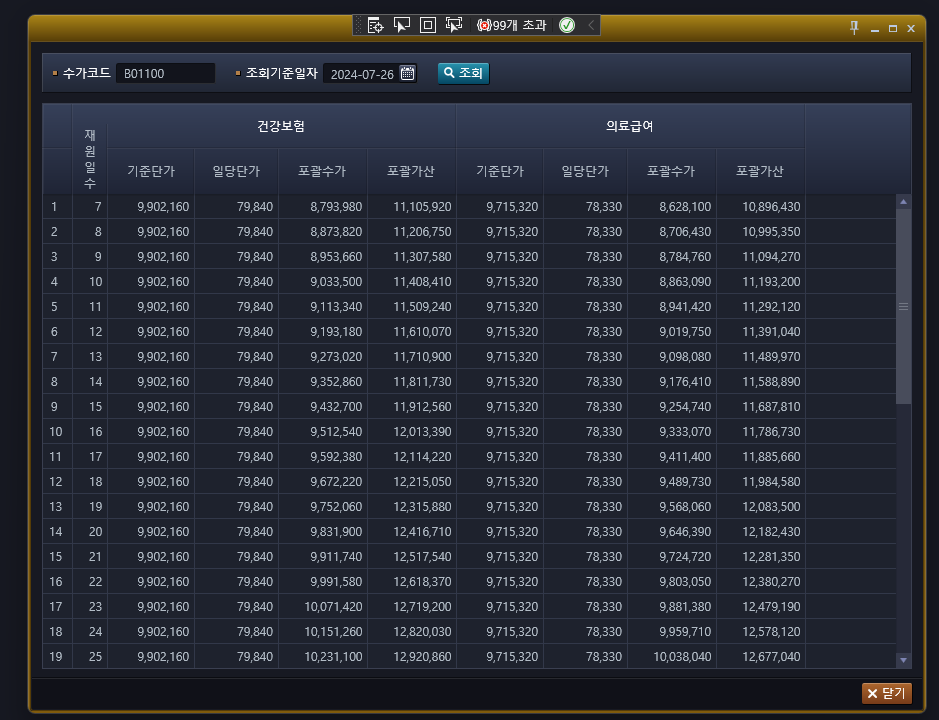 99개 초과
수가코드 B01100 조회기준일자 2024-07-26 조회
재원일수 건강보험 의료급여
기준단가 일당단가 포괄수가 포괄가산 기준단가 일당단가 포괄수가 포괄가산
1 7 9,902,160 79,840 8,793,980 11,105,920 9,715,320 78,330 8,628,100 10,896,430
2 8 9,902,160 79,840 8,873,820 11,206,750 9,715,320 78,330 8,706,430 10,995,350
3 9 9,902,160 79,840 8,953,660 11,307,580 9,715,320 78,330 8,784,760 11,094,270
4 10 9,902,160 79,840 9,033,500 11,408,410 9,715,320 78,330 8,863,090 11,193,200
5 11 9,902,160 79,840 9,113,340 11,509,240 9,715,320 78,330 8,941,420 11,292,120
6 12 9,902,160 79,840 9,193,180 11,610,070 9,715,320 78,330 9,019,750 11,391,040
7 13 9,902,160 79,840 9,273,020 11,710,900 9,715,320 78,330 9,098,080 11,489,970
8 14 9,902,160 79,840 9,352,860 11,811,730 9,715,320 78,330 9,176,410 11,588,890
9 15 9,902,160 79,840 9,432,700 11,912,560 9,715,320 78,330 9,254,740 11,687,810
10 16 9,902,160 79,840 9,512,540 12,013,390 9,715,320 78,330 9,333,070 11,786,730
11 17 9,902,160 79,840 9,592,380 12,114,220 9,715,320 78,330 9,411,400 11,885,660
12 18 9,902,160 79,840 9,672,220 12,215,050 9,715,320 78,330 9,489,730 11,984,580
13 19 9,902,160 79,840 9,752,060 12,315,880 9,715,320 78,330 9,568,060 12,083,500
14 20 9,902,160 79,840 9,831,900 12,416,710 9,715,320 78,330 9,646,390 12,182,430
15 21 9,902,160 79,840 9,911,740 12,517,540 9,715,320 78,330 9,724,720 12,281,350
16 22 9,902,160 79,840 9,991,580 12,618,370 9,715,320 78,330 9,803,050 12,380,270
17 23 9,902,160 79,840 10,071,420 12,719,200 9,715,320 78,330 9,881,380 12,479,190
18 24 9,902,160 79,840 10,151,260 12,820,030 9,715,320 78,330 9,959,710 12,578,120
19 25 9,902,160 79,840 10,231,100 12,920,860 9,715,320 78,330 10,038,040 12,677,040
닫기